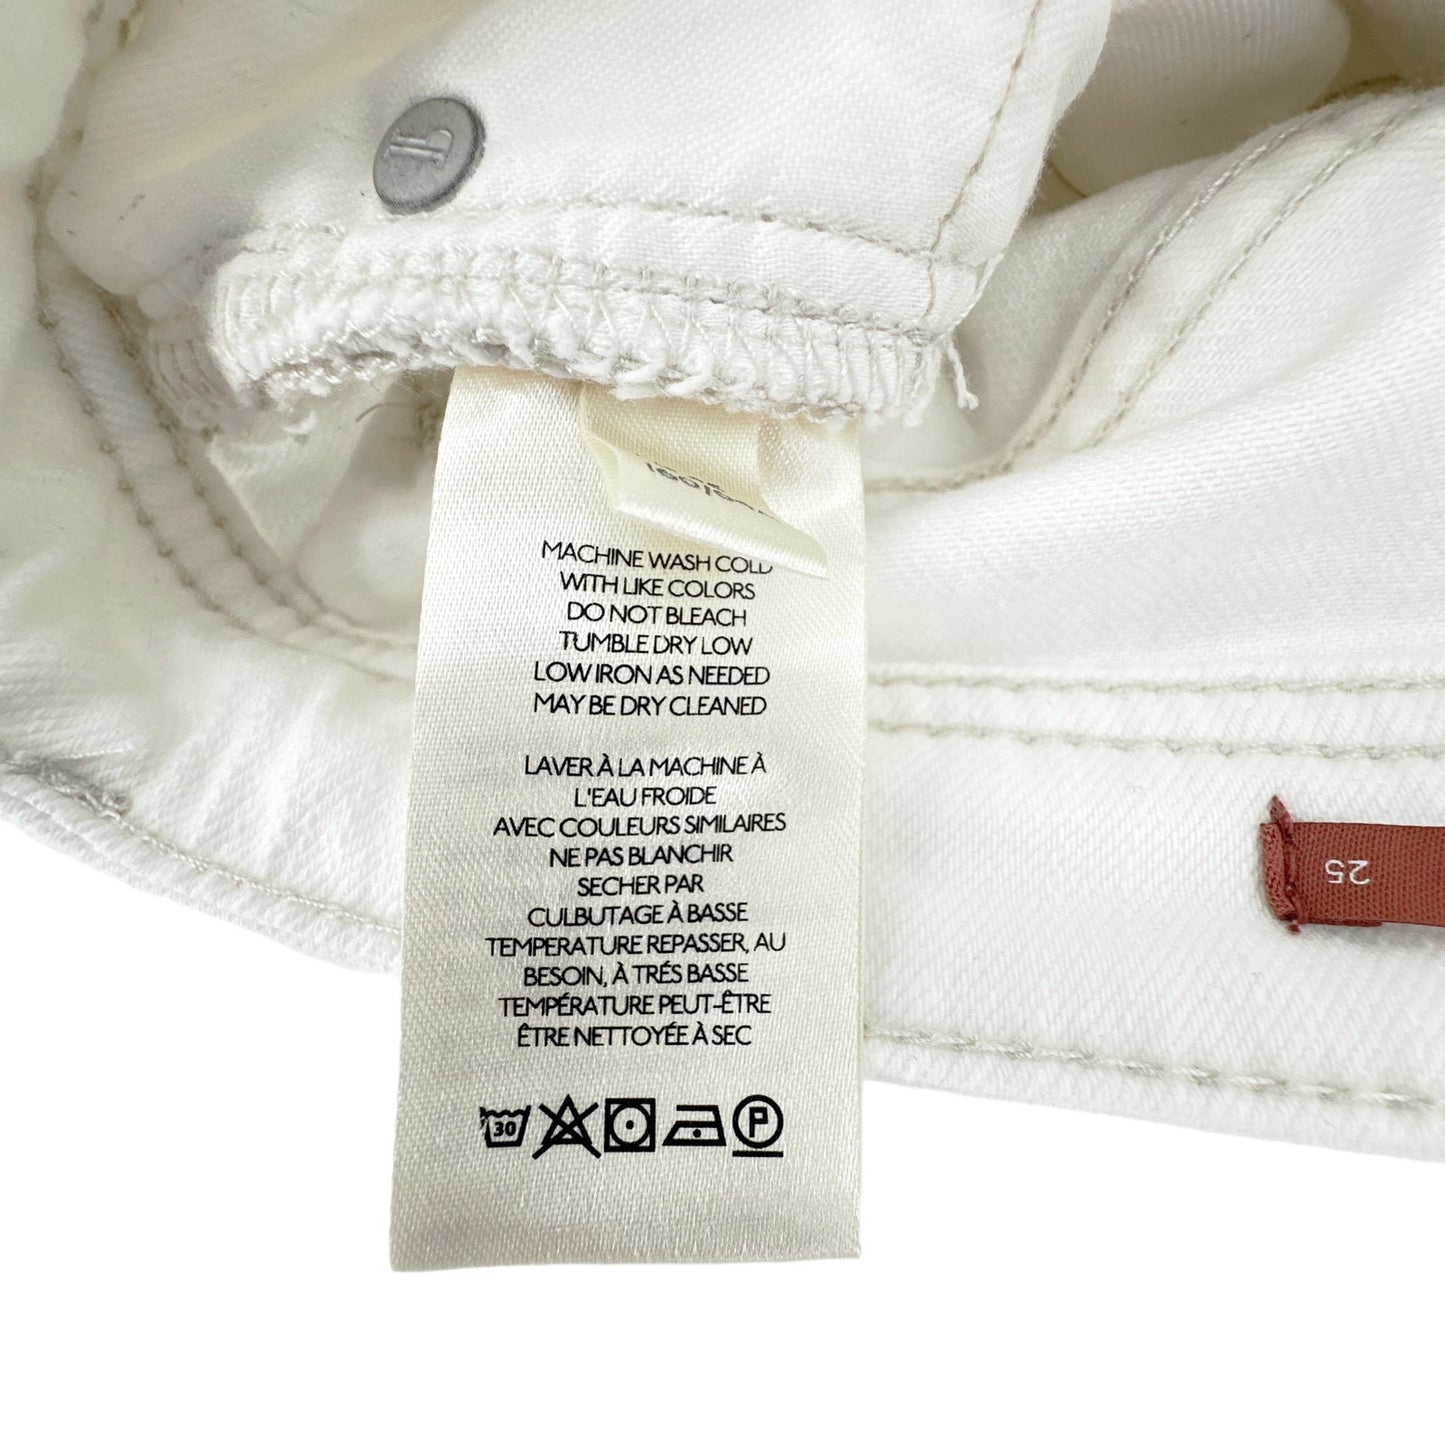 MACHINE WASH COLD
WITH LIKE COLORS
DO NOT BLEACH
TUMBLE DRY LOW
LOW IRON AS NEEDED
MAY BE DRY CLEANED
LAVER À LA MACHINE À
L'EAU FROIDE
AVEC COULEURS SIMILAIRES
NE PAS BLANCHIR
SECHER PAR
CULBUTAGE À BASSE
TEMPERATURE REPASSER, AU
BESOIN, À TRÉS BASSE
TEMPÉRATURE PEUT-ÊTRE
ÊTRE NETTOYÉE À SEC
30 P
25